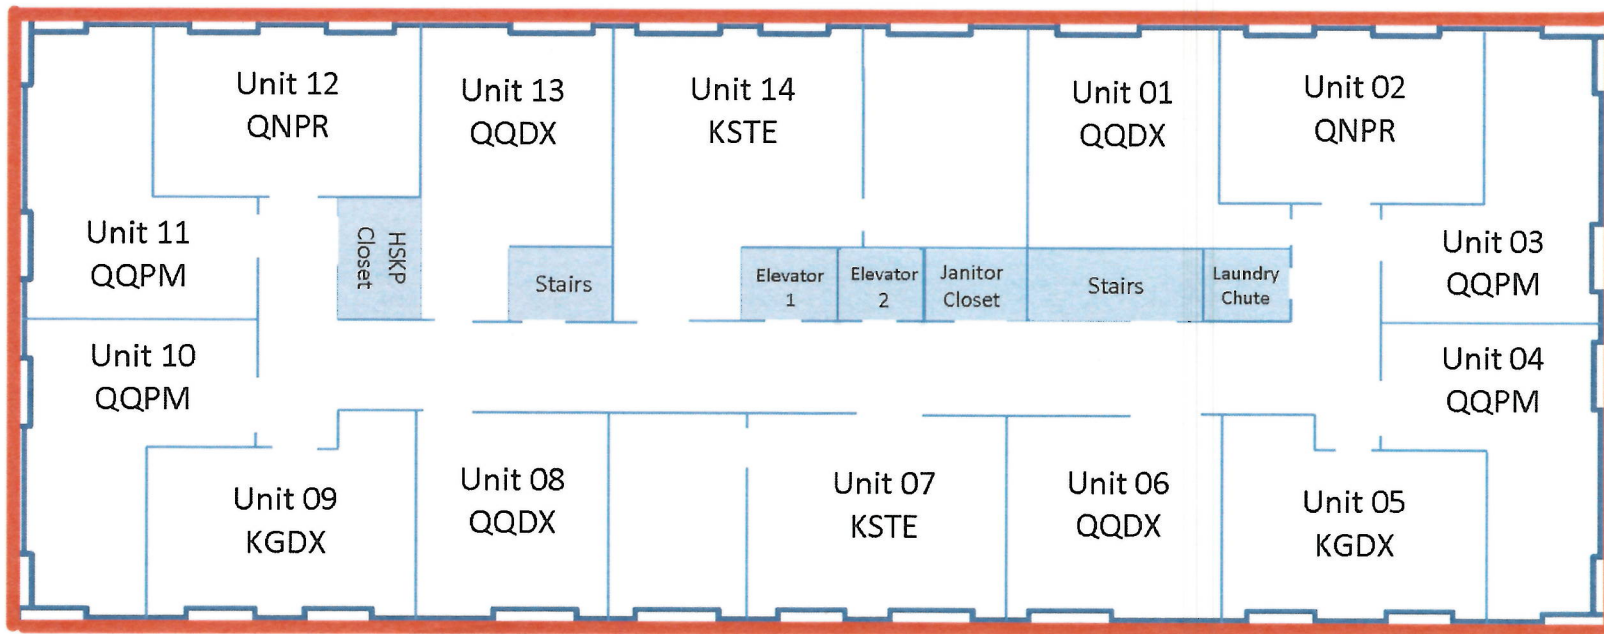 Unit 12
QNPR
Unit 13
QQDX
Unit 14
KSTE
Unit 01
QQDX
Unit 02
QNPR
Unit 11
QQPM
HSKP
Closet
Stairs
Elevator
1
Elevator
2
Janitor
Closet
Stairs
Laundry
Chute
Unit 03
QQPM
Unit 10
QQPM
Unit 04
QQPM
Unit 09
KGDX
Unit 08
QQDX
Unit 07
KSTE
Unit 06
QQDX
Unit 05
KGDX